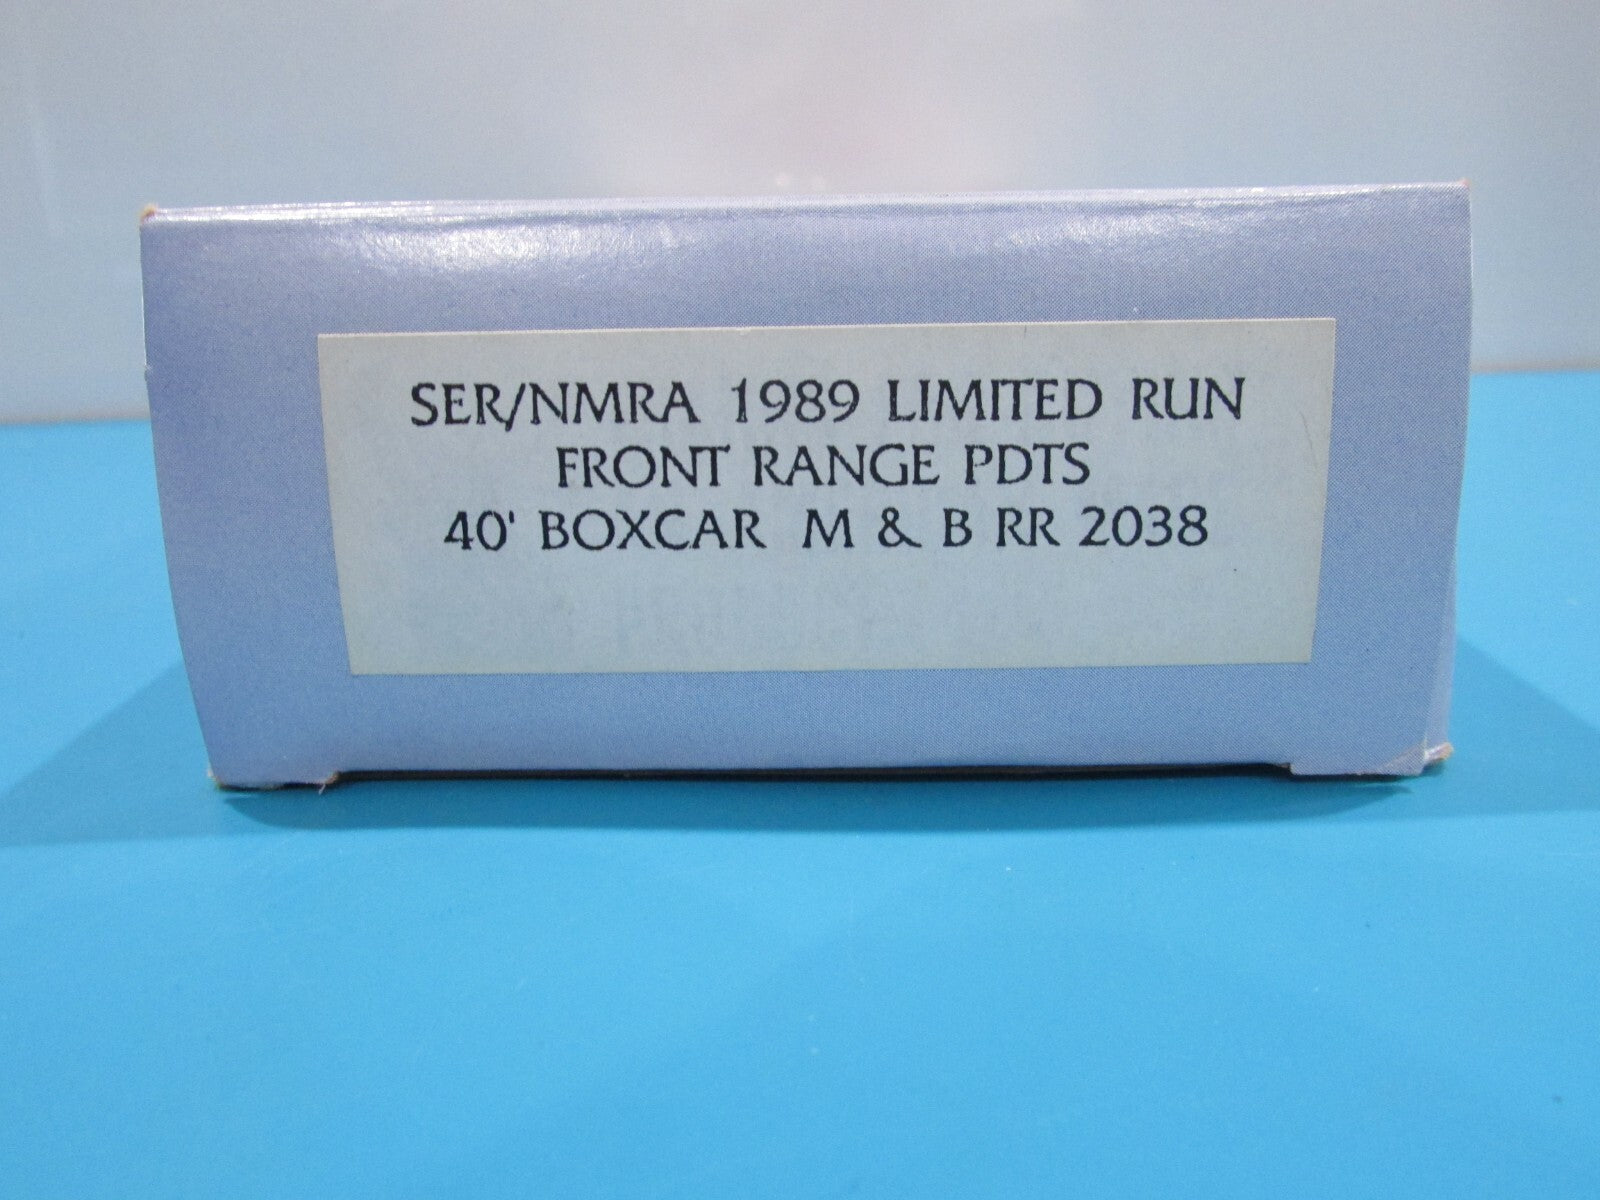 SER/NMRA 1989 LIMITED RUN
FRONT RANGE PDTS
40' BOXCAR M & B RR 2038